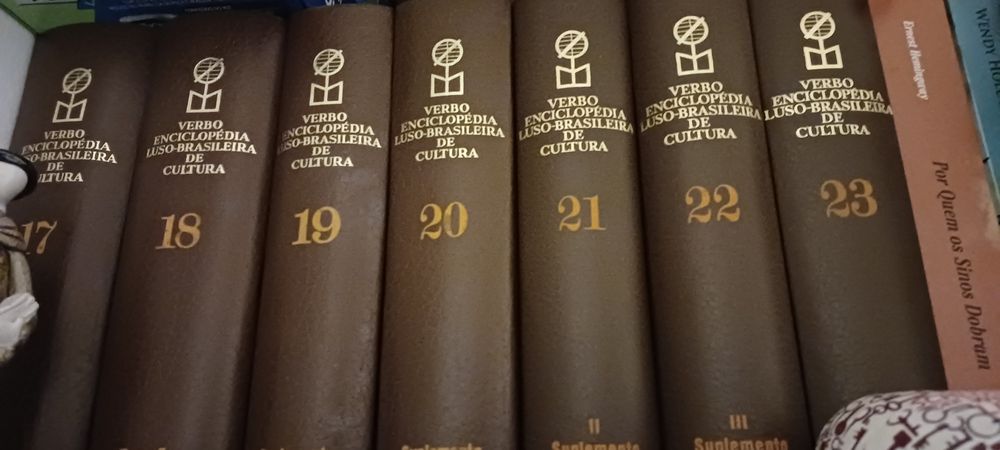 VERBO
ENCICLOPÉDIA
LUSO-BRASILEIRA
DE
CULTURA
17
VERBO
ENCICLOPÉDIA
LUSO-BRASILEIRA
DE
CULTURA
18
VERBO
ENCICLOPÉDIA
LUSO-BRASILEIRA
DE
CULTURA
19
VERBO
ENCICLOPÉDIA
LUSO-BRASILEIRA
DE
CULTURA
20
Suplemento
VERBO
ENCICLOPÉDIA
LUSO-BRASILEIRA
DE
CULTURA
21
II
Suplemento
VERBO
ENCICLOPÉDIA
LUSO-BRASILEIRA
DE
CULTURA
22
III
Suplemento
VERBO
ENCICLOPÉDIA
LUSO-BRASILEIRA
DE
CULTURA
23
Ernest Hemingway
Por Quem os Sinos Dobram
WENDY